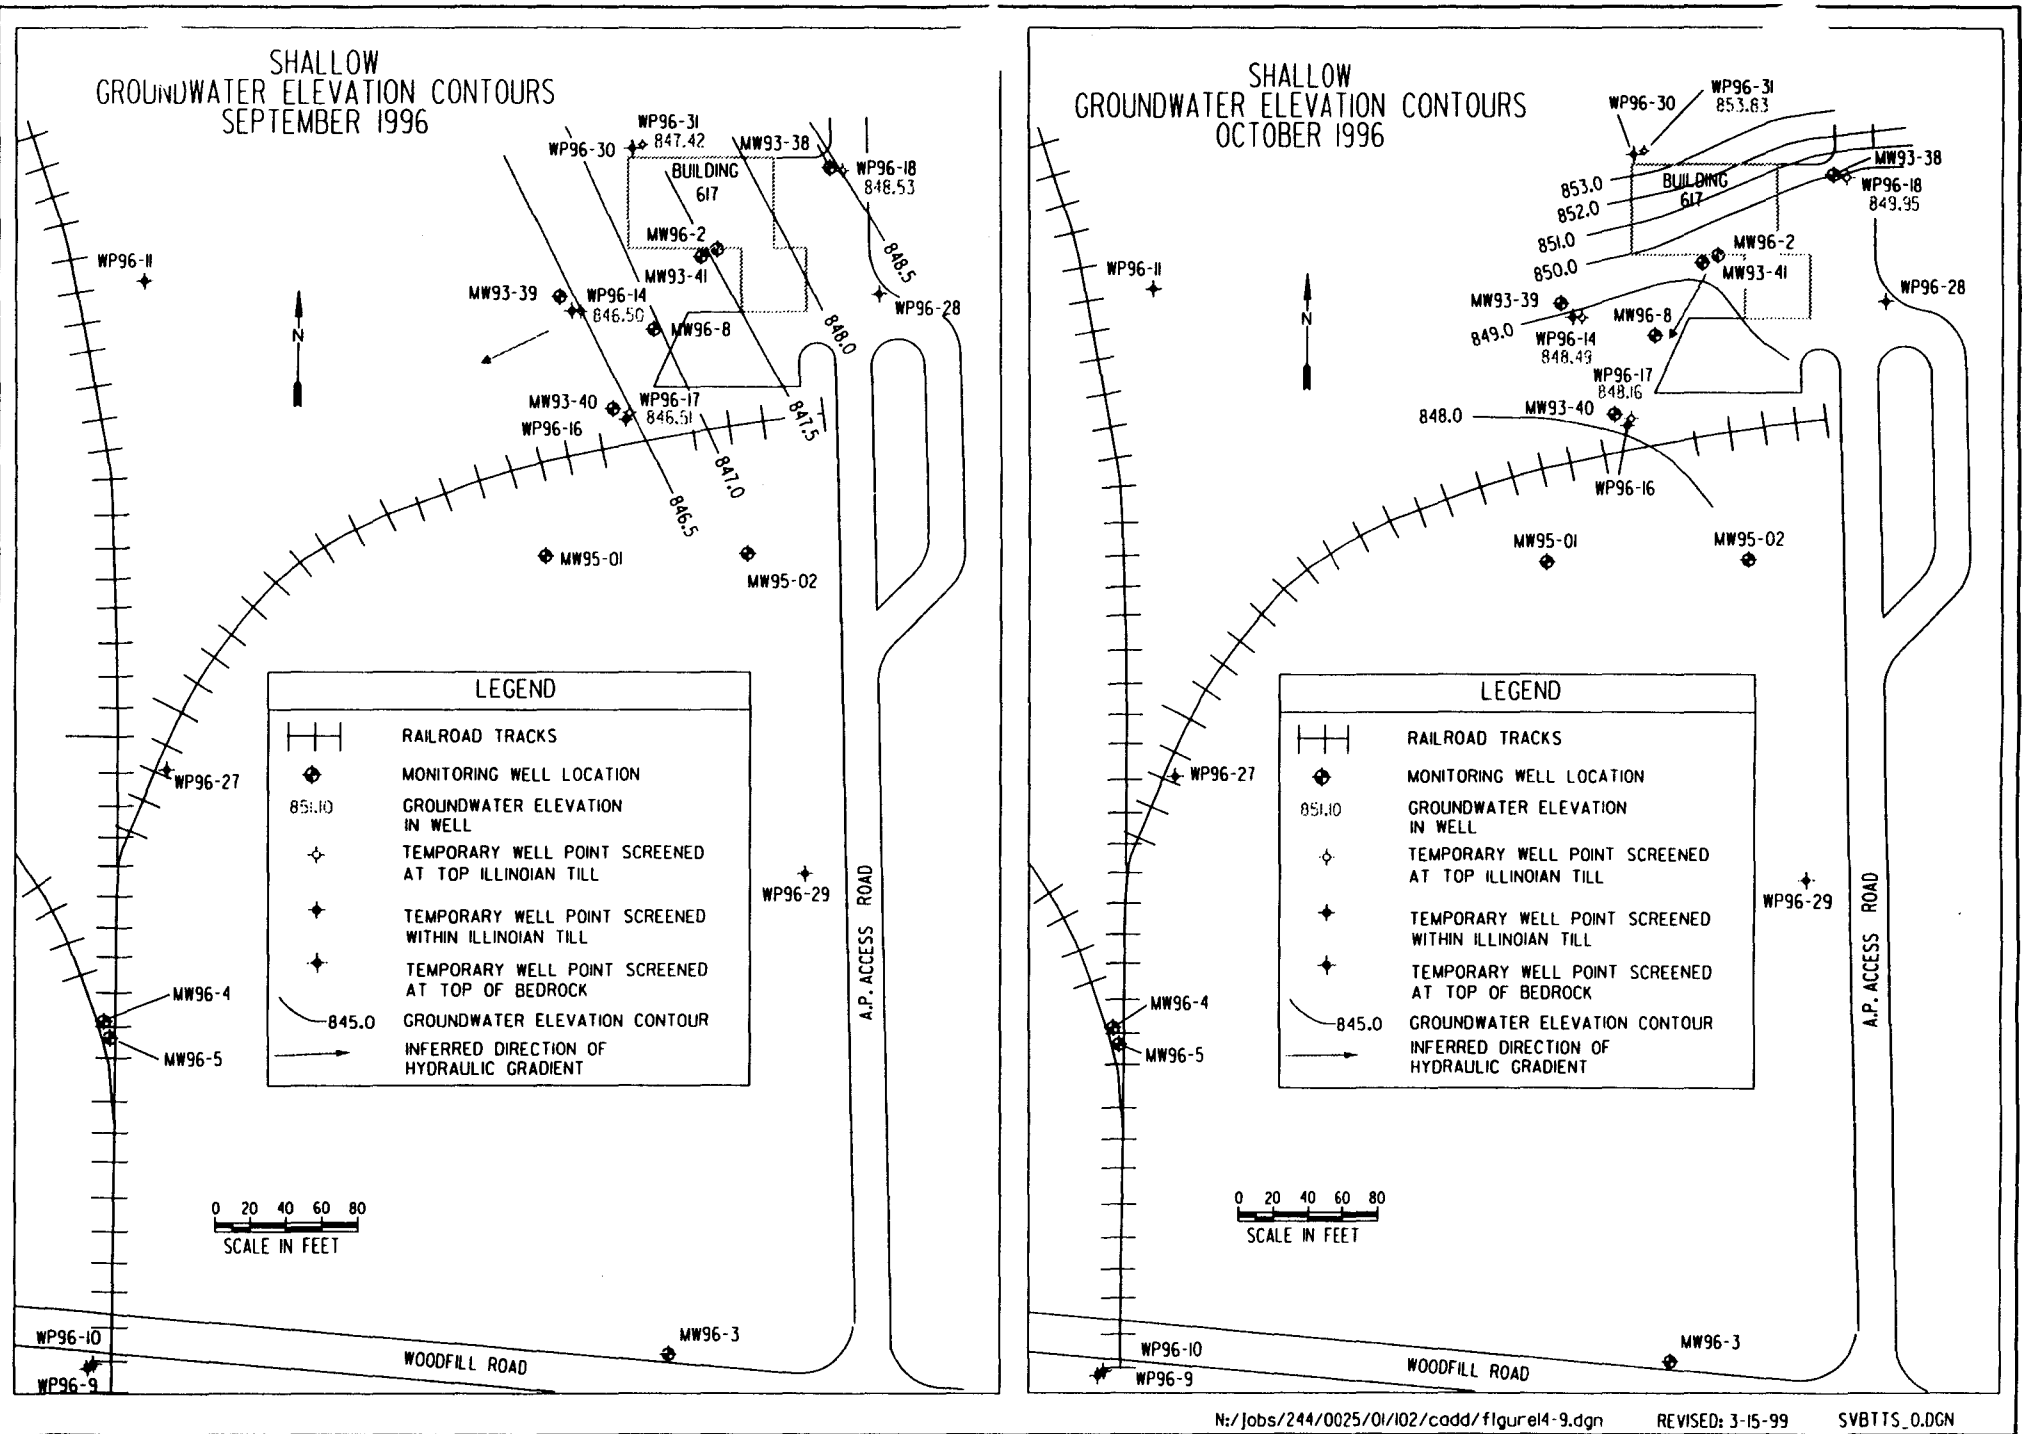 SHALLOW
GROUNDWATER ELEVATION CONTOURS
SEPTEMBER 1996
WP96-31
847.42
WP96-30
MW93-38
WP96-18
848.53
BUILDING
617
MW96-2
MW93-41
WP96-11
MW93-39
WP96-14
846.50
MW96-8
848.5
WP96-28
848.0
N
MW93-40
WP96-17
846.51
WP96-16
847.5
847.0
846.5
MW95-01
MW95-02
LEGEND
RAILROAD TRACKS
MONITORING WELL LOCATION
851.10
GROUNDWATER ELEVATION
IN WELL
TEMPORARY WELL POINT SCREENED
AT TOP ILLINOIAN TILL
TEMPORARY WELL POINT SCREENED
WITHIN ILLINOIAN TILL
TEMPORARY WELL POINT SCREENED
AT TOP OF BEDROCK
845.0
GROUNDWATER ELEVATION CONTOUR
INFERRED DIRECTION OF
HYDRAULIC GRADIENT
WP96-27
WP96-29
A.P. ACCESS ROAD
MW96-4
MW96-5
0 20 40 60 80
SCALE IN FEET
WP96-10
WP96-9
WOODFILL ROAD
MW96-3
SHALLOW
GROUNDWATER ELEVATION CONTOURS
OCTOBER 1996
WP96-31
853.83
WP96-30
MW93-38
WP96-18
849.95
853.0
852.0
851.0
850.0
BUILDING
617
MW96-2
MW93-41
WP96-11
MW93-39
849.0
WP96-14
848.49
MW96-8
WP96-28
N
WP96-17
848.16
MW93-40
848.0
WP96-16
MW95-01
MW95-02
LEGEND
RAILROAD TRACKS
MONITORING WELL LOCATION
851.10
GROUNDWATER ELEVATION
IN WELL
TEMPORARY WELL POINT SCREENED
AT TOP ILLINOIAN TILL
TEMPORARY WELL POINT SCREENED
WITHIN ILLINOIAN TILL
TEMPORARY WELL POINT SCREENED
AT TOP OF BEDROCK
845.0
GROUNDWATER ELEVATION CONTOUR
INFERRED DIRECTION OF
HYDRAULIC GRADIENT
WP96-27
WP96-29
A.P. ACCESS ROAD
MW96-4
MW96-5
0 20 40 60 80
SCALE IN FEET
WP96-10
WP96-9
WOODFILL ROAD
MW96-3
N:/jobs/244/0025/01/102/cadd/figure14-9.dgn
REVISED: 3-15-99
SVBTTS_0.DGN